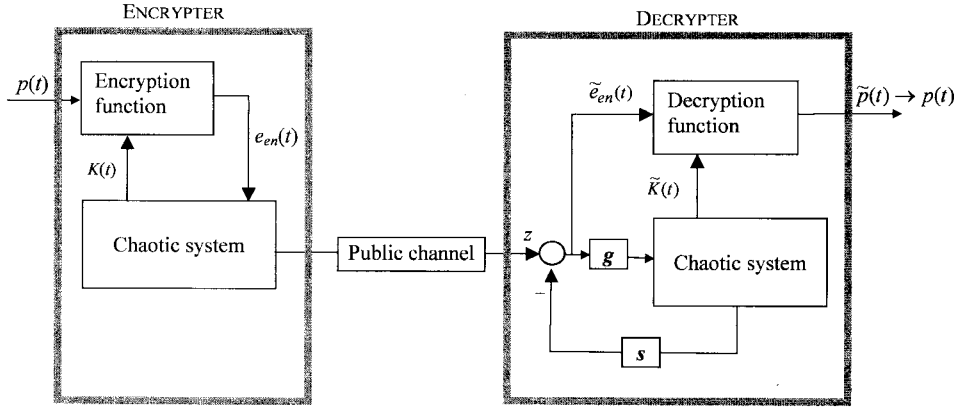 ENCRYPTER
p(t)
Encryption
function
e_en(t)
K(t)
Chaotic system
Public channel
DECRYPTER
z
−
g
s
ẽ_en(t)
Decryption
function
K̃(t)
Chaotic system
p̃(t) → p(t)